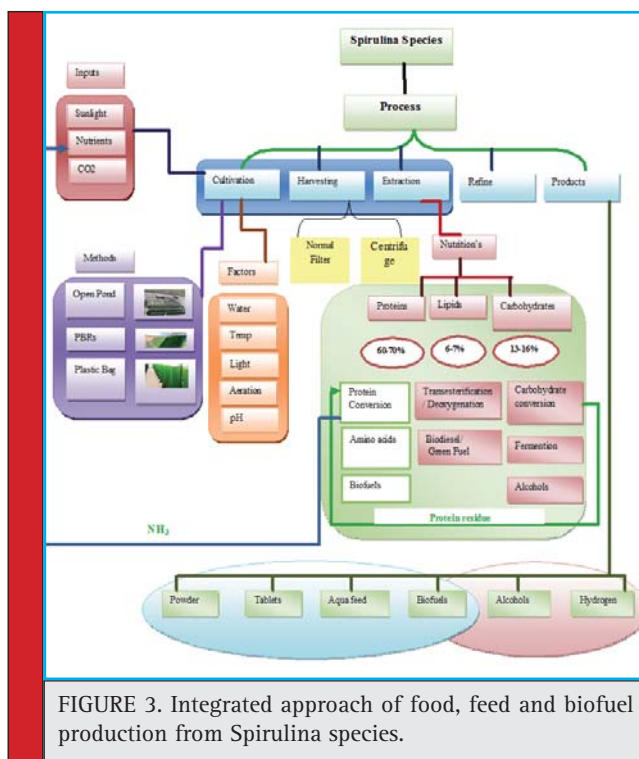 Spirulina Species
Process
Inputs
Sunlight
Nutrients
CO2
Cultivation
Harvesting
Extraction
Refine
Products
Normal
Filter
Centrifu
ge
Nutrition's
Methods
Open Pond
PBRs
Plastic Bag
Factors
Water
Temp
Light
Aeration
pH
Proteins
Lipids
Carbohydrates
60-70%
6-7%
13-16%
Protein
Conversion
Transesterification
/ Deoxygenation
Carbohydrate
conversion
Amino acids
Biodiesel/
Green Fuel
Fermention
Biofuels
Alcohols
Protein residue
NH3
Powder
Tablets
Aqua feed
Biofuels
Alcohols
Hydrogen
FIGURE 3. Integrated approach of food, feed and biofuel
production from Spirulina species.